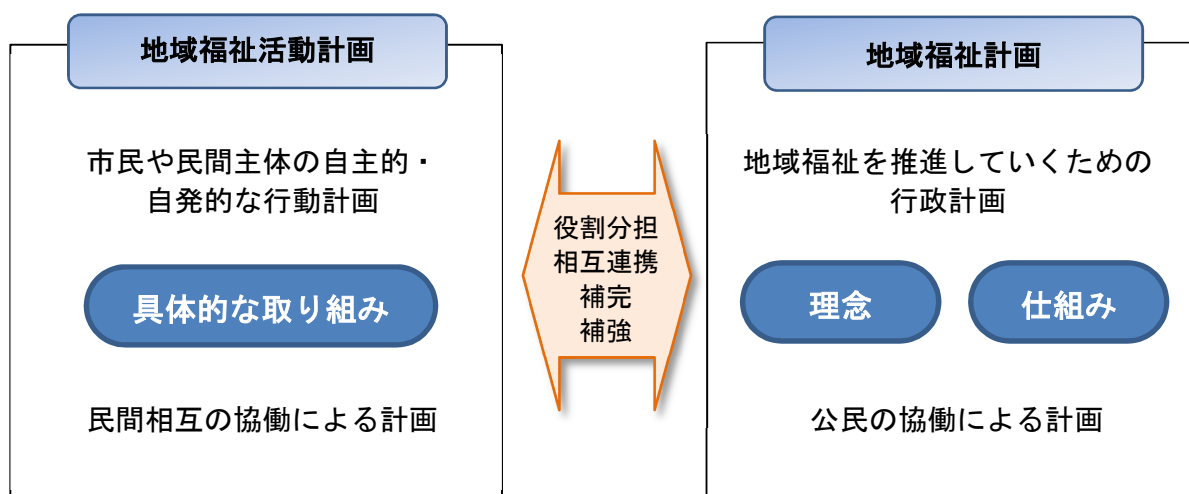 地域福祉活動計画
市民や民間主体の自主的・
自発的な行動計画
具体的な取り組み
民間相互の協働による計画
役割分担
相互連携
補完
補強
地域福祉計画
地域福祉を推進していくための
行政計画
理念
仕組み
公民の協働による計画